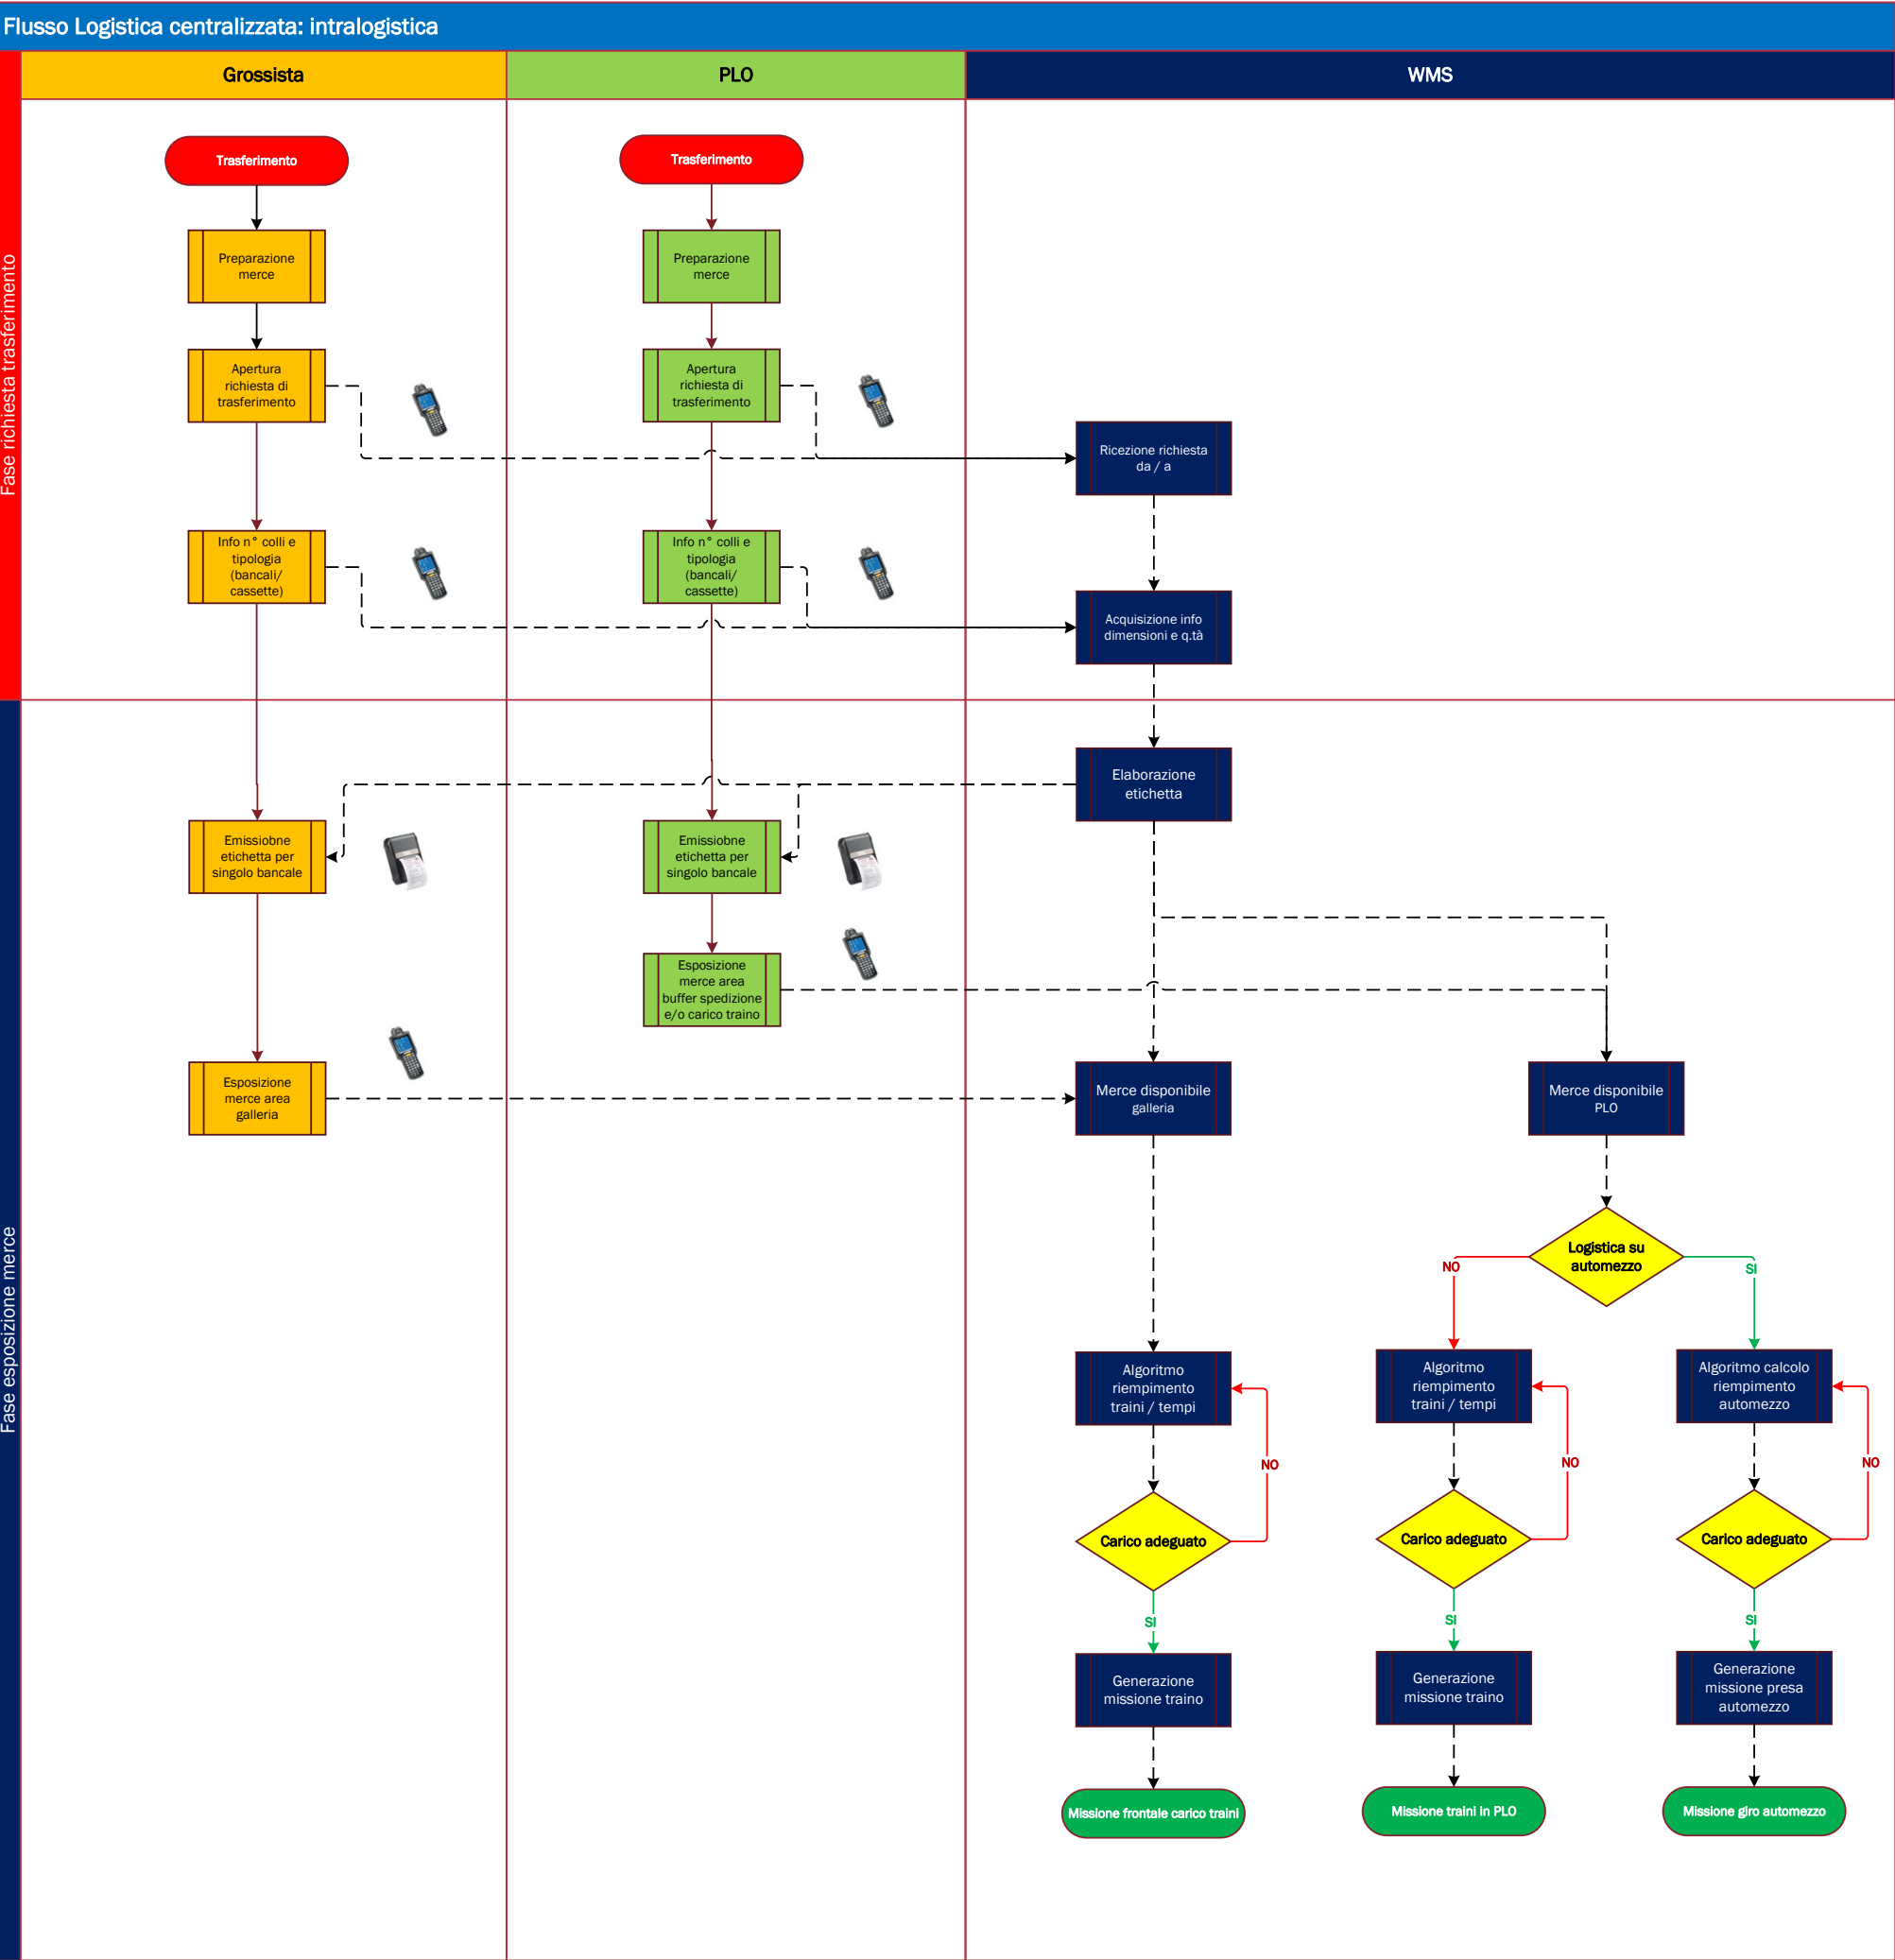 Flusso Logistica centralizzata: intralogistica
Grossista
PLO
WMS
Fase richiesta trasferimento
Trasferimento
Trasferimento
Preparazione
merce
Preparazione
merce
Apertura
richiesta di
trasferimento
Apertura
richiesta di
trasferimento
Ricezione richiesta
da / a
Info n° colli e
tipologia
(bancali/
cassette)
Info n° colli e
tipologia
(bancali/
cassette)
Acquisizione info
dimensioni e q.tà
Fase esposizione merce
Elaborazione
etichetta
Emissiobne
etichetta per
singolo bancale
Emissiobne
etichetta per
singolo bancale
Esposizione
merce area
buffer spedizione
e/o carico traino
Esposizione
merce area
galleria
Merce disponibile
galleria
Merce disponibile
PLO
Logistica su
automezzo
NO
SI
Algoritmo
riempimento
traini / tempi
Algoritmo
riempimento
traini / tempi
Algoritmo calcolo
riempimento
automezzo
NO
NO
NO
Carico adeguato
Carico adeguato
Carico adeguato
SI
SI
SI
Generazione
missione traino
Generazione
missione traino
Generazione
missione presa
automezzo
Missione frontale carico traini
Missione traini in PLO
Missione giro automezzo